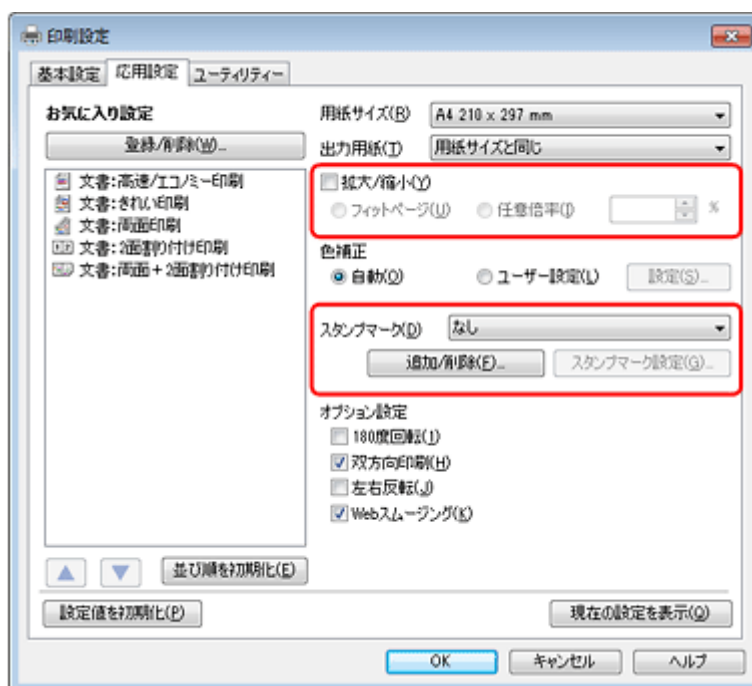 印刷設定
基本設定 応用設定 ユーティリティー
お気に入り設定
登録/削除(W)...
文書:高速/エコノミー印刷
文書:きれい印刷
文書:両面印刷
文書:2面割り付け印刷
文書:両面+2面割り付け印刷
並び順を初期化(E)
用紙サイズ(R) A4 210 x 297 mm
出力用紙(T) 用紙サイズと同じ
拡大/縮小(Y)
フィットページ(U) 任意倍率(I) %
色補正
自動(O) ユーザー設定(L) 設定(S)...
スタンプマーク(D) なし
追加/削除(F)... スタンプマーク設定(G)...
オプション設定
180度回転(1)
双方向印刷(H)
左右反転(J)
Webスムージング(K)
設定値を初期化(P) 現在の設定を表示(Q)
OK キャンセル ヘルプ